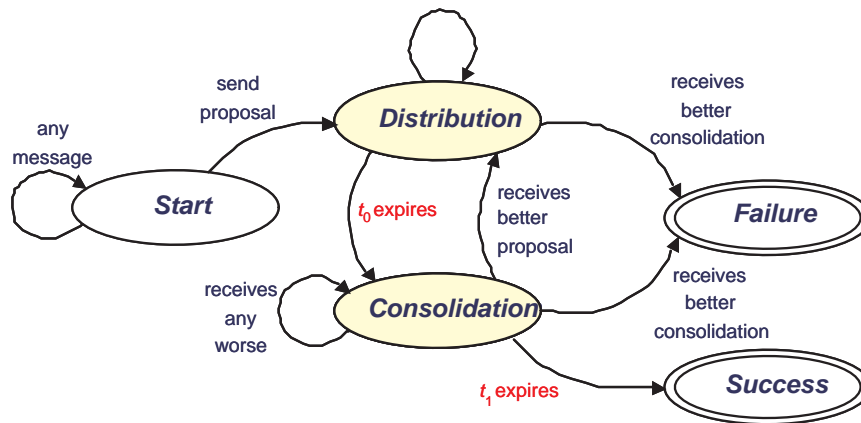 send
proposal
Distribution
receives
better
consolidation
any
message
Start
t0 expires
receives
better
proposal
Failure
receives
any
worse
Consolidation
receives
better
consolidation
t1 expires
Success